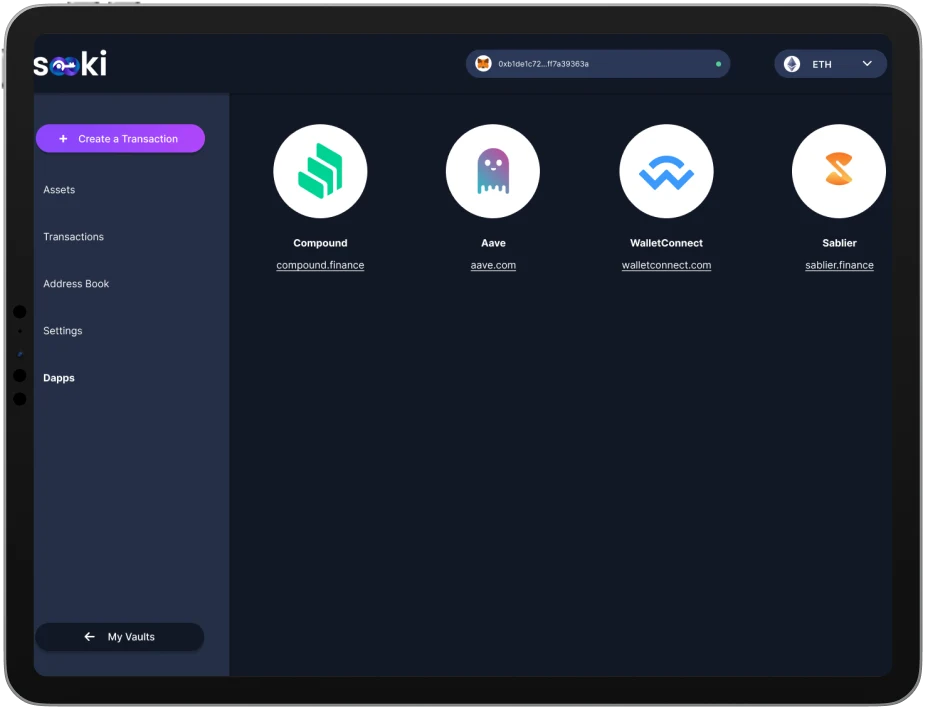 sooki
0xb1de1c72...ff7a39363a
ETH
+ Create a Transaction
Assets
Transactions
Address Book
Settings
Dapps
← My Vaults
Compound
compound.finance
Aave
aave.com
WalletConnect
walletconnect.com
Sablier
sablier.finance